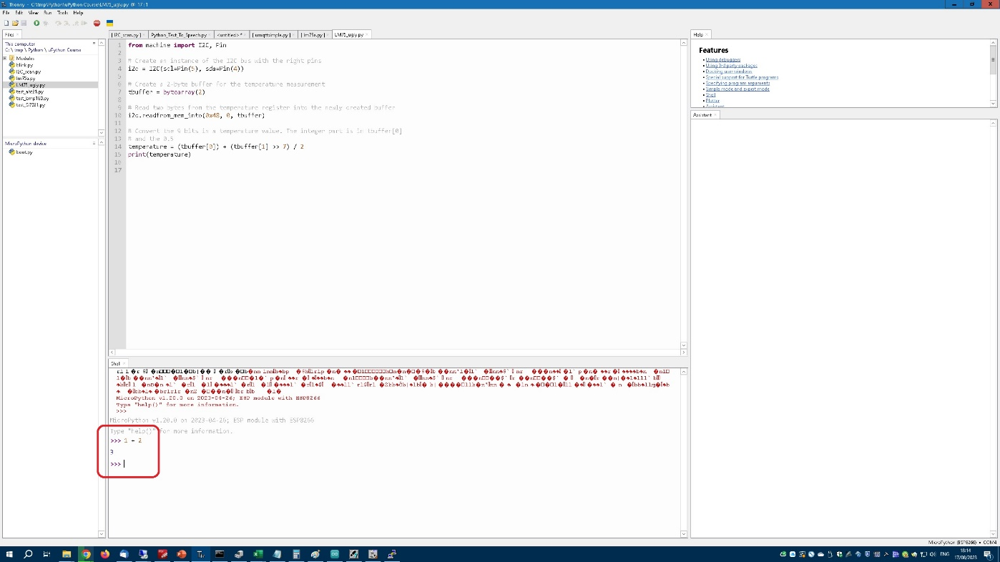 Thonny - C:\tmp\Python\uPython Course\LM75_ugly.py @ 17:1
File Edit View Run Tools Help
Files
This computer
C:\ tmp \ Python \ uPython Course
Modules
blink.py
I2C_scan.py
lm75a.py
LM75_ugly.py
test_aht21.py
test_bmp180.py
test_Si7021.py
MicroPython device
boot.py
[ I2C_scan.py ] Python_Text_To_Speech.py <untitled> * [ umqttsimple.py ] [ lm75a.py ] LM75_ugly.py
1 from machine import I2C, Pin
2
3 # Create an instance of the I2C bus with the right pins
4 i2c = I2C(scl=Pin(5), sda=Pin(4))
5
6 # Create a 2-byte buffer for the temperature measurement
7 tbuffer = bytearray(2)
8
9 # Read two bytes from the temperature register into the newly created buffer
10 i2c.readfrom_mem_into(0x48, 0, tbuffer)
11
12 # Convert the 9 bits in a temperature value. The integer part is in tbuffer[0]
13 # and the 0.5
14 temperature = (tbuffer[0]) + (tbuffer[1] >> 7) / 2
15 print(temperature)
16
17
Shell
MicroPython v1.20.0 on 2023-04-26; ESP module with ESP8266
Type "help()" for more information.
>>>
MicroPython v1.20.0 on 2023-04-26; ESP module with ESP8266
Type "help()" for more information.
>>> 1 + 2
3
>>>
Help
Features
Using debuggers
Using 3rd party packages
Docking user windows
Special support for Turtle programs
Specifying program arguments
Simple mode and expert mode
Shell
Plotter
Assistant
Assistant
MicroPython (ESP8266) • COM4
ENG
18:14
17/08/2023